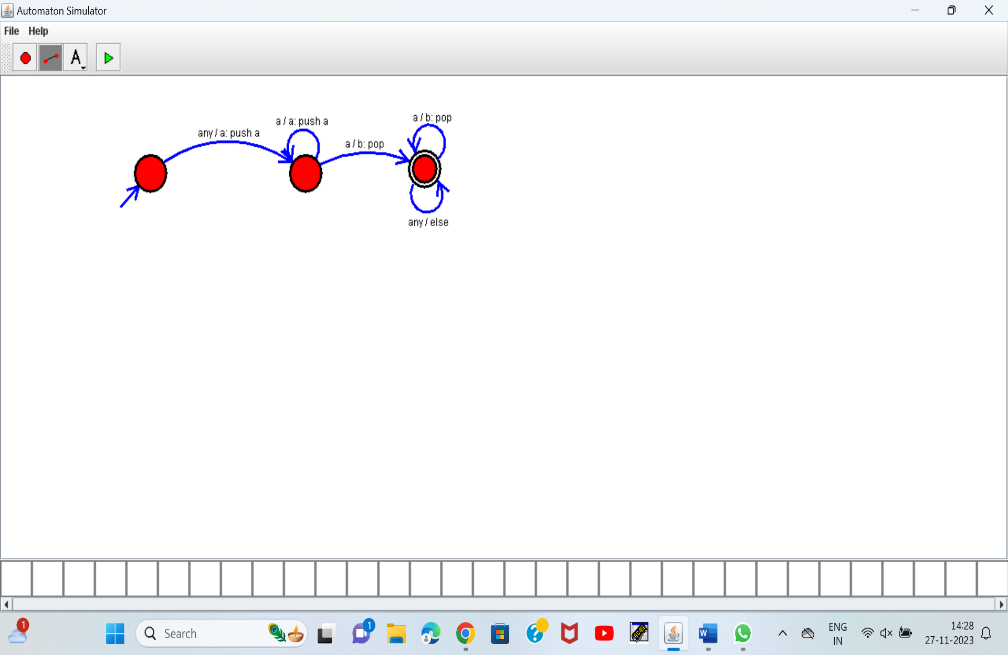 Automaton Simulator
File Help
A
any / a: push a
a / a: push a
a / b: pop
a / b: pop
any / else
1
Search
1
ENG
IN
14:28
27-11-2023